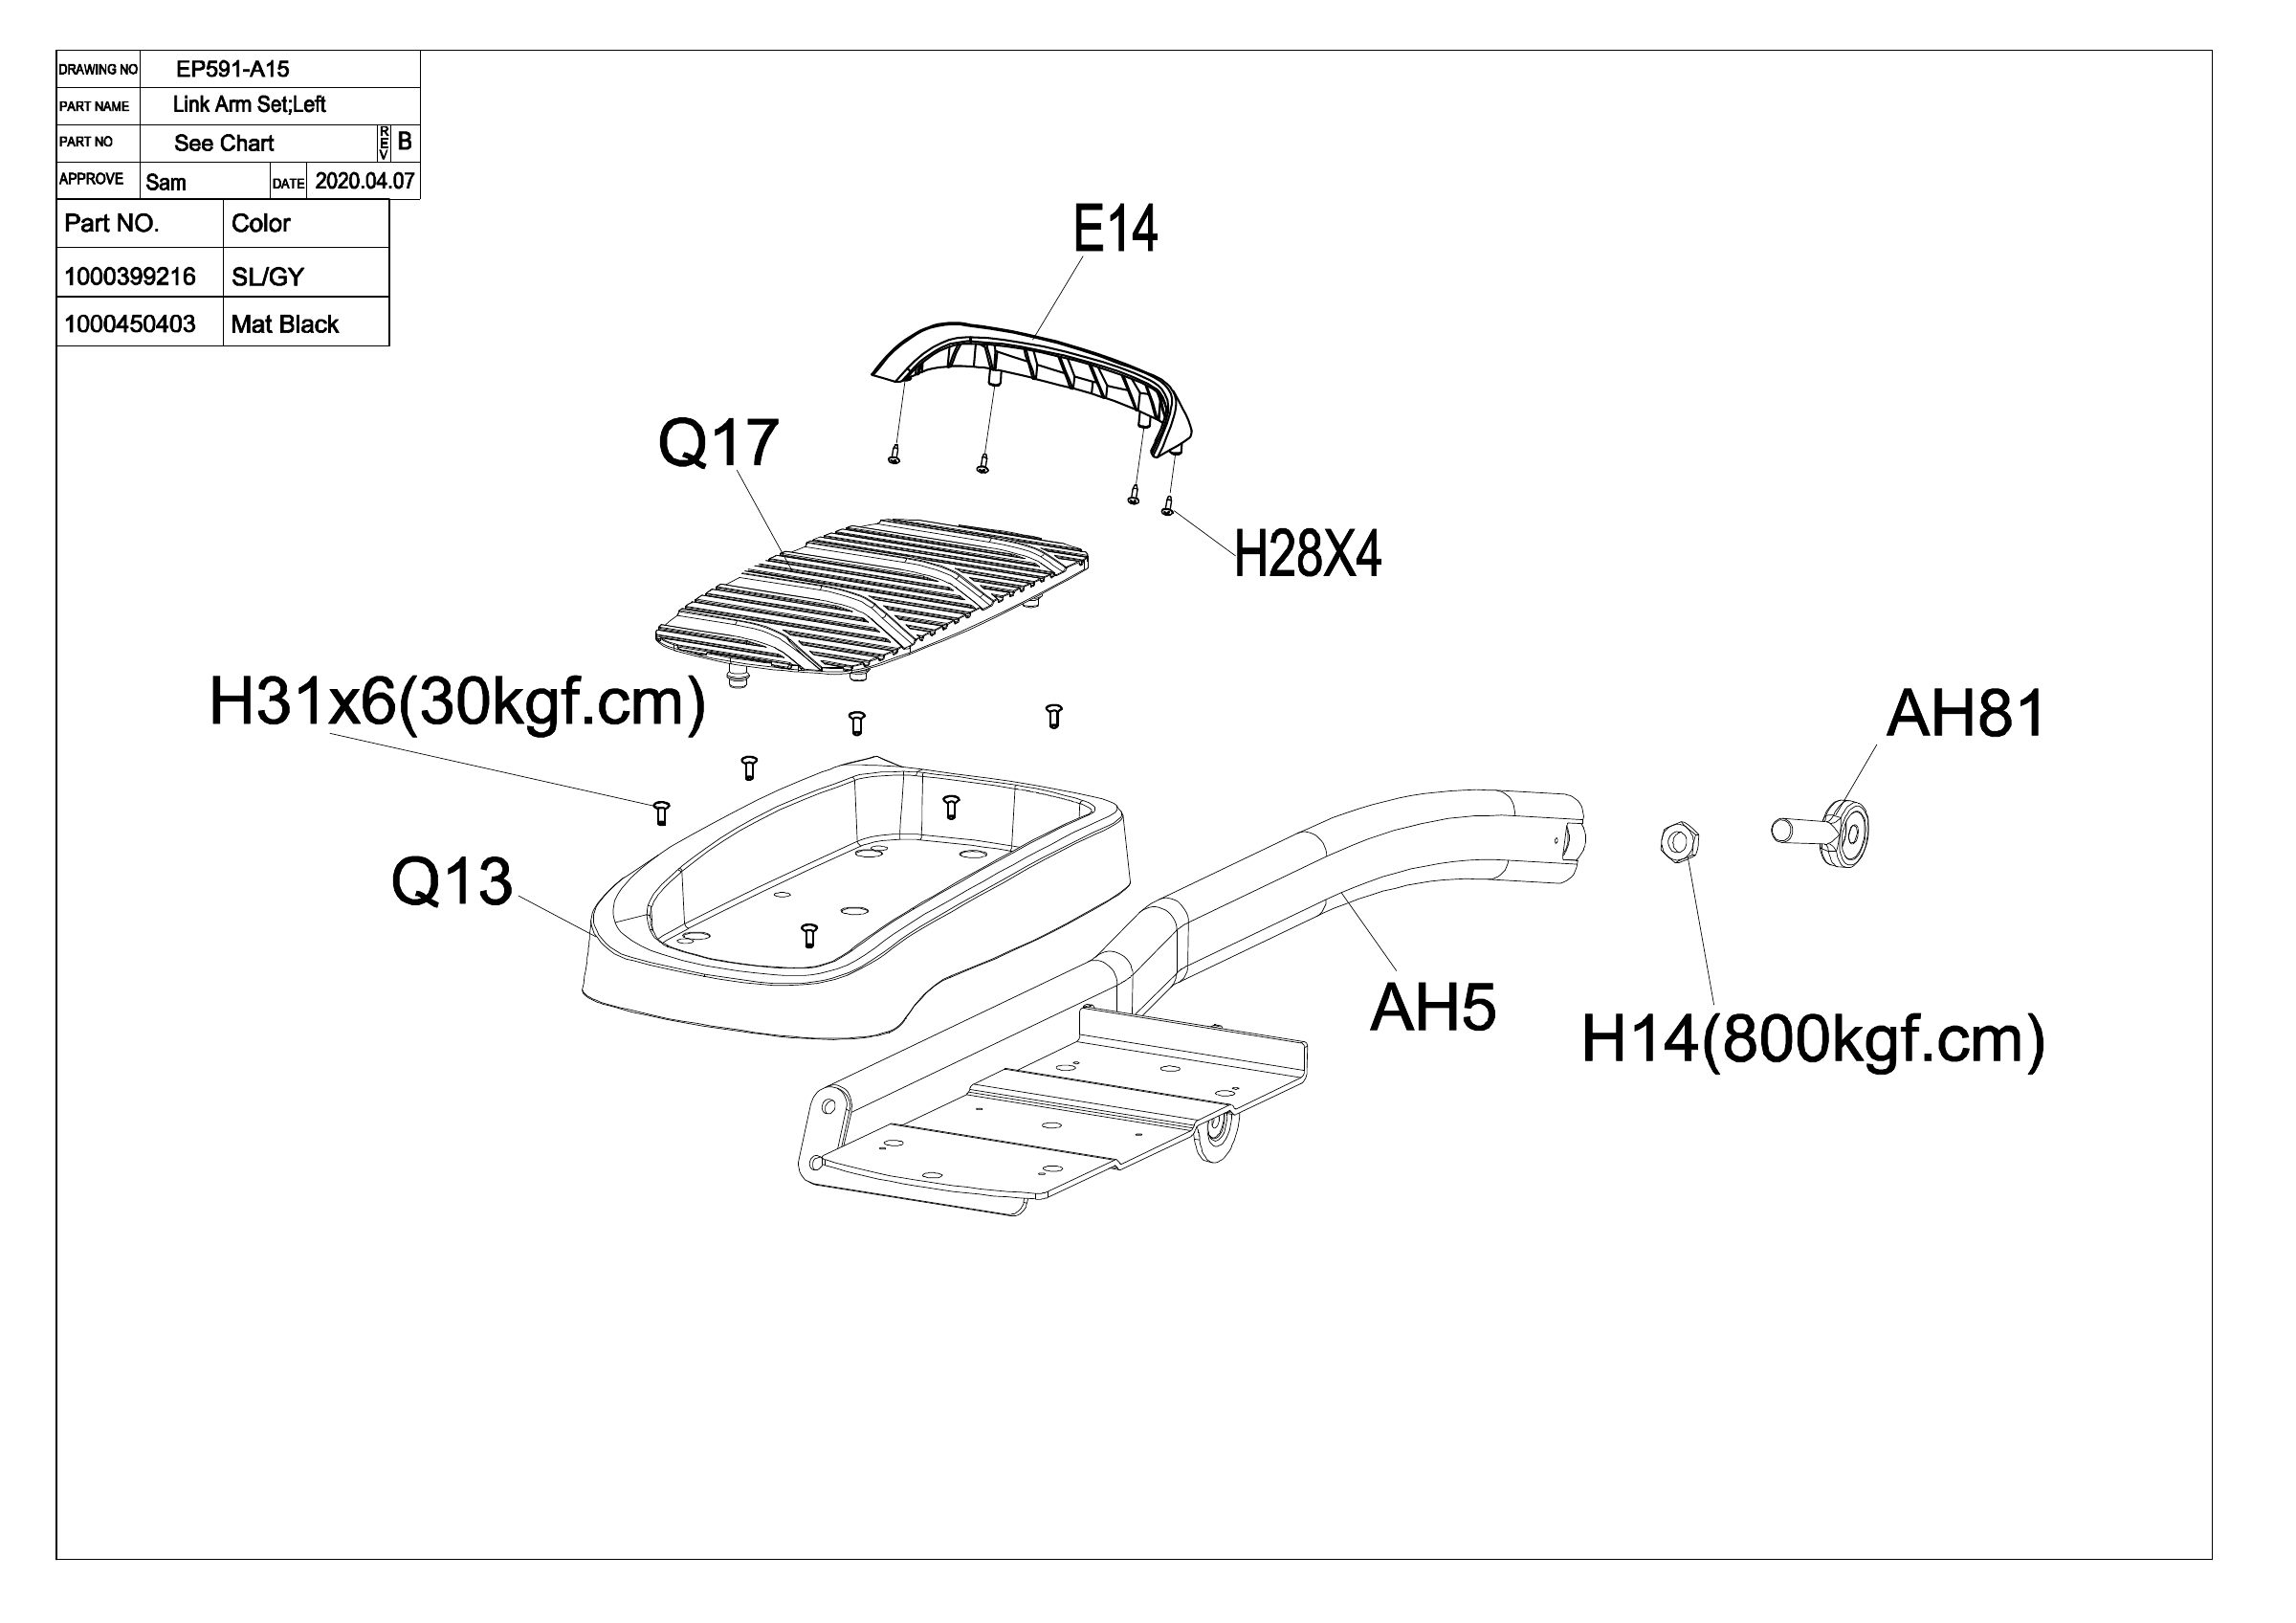 DRAWING NO EP591-A15
PART NAME Link Arm Set;Left
PART NO See Chart REV B
APPROVE Sam DATE 2020.04.07
Part NO. Color
1000399216 SL/GY
1000450403 Mat Black
E14
Q17
H28X4
H31x6(30kgf.cm)
AH81
Q13
AH5
H14(800kgf.cm)